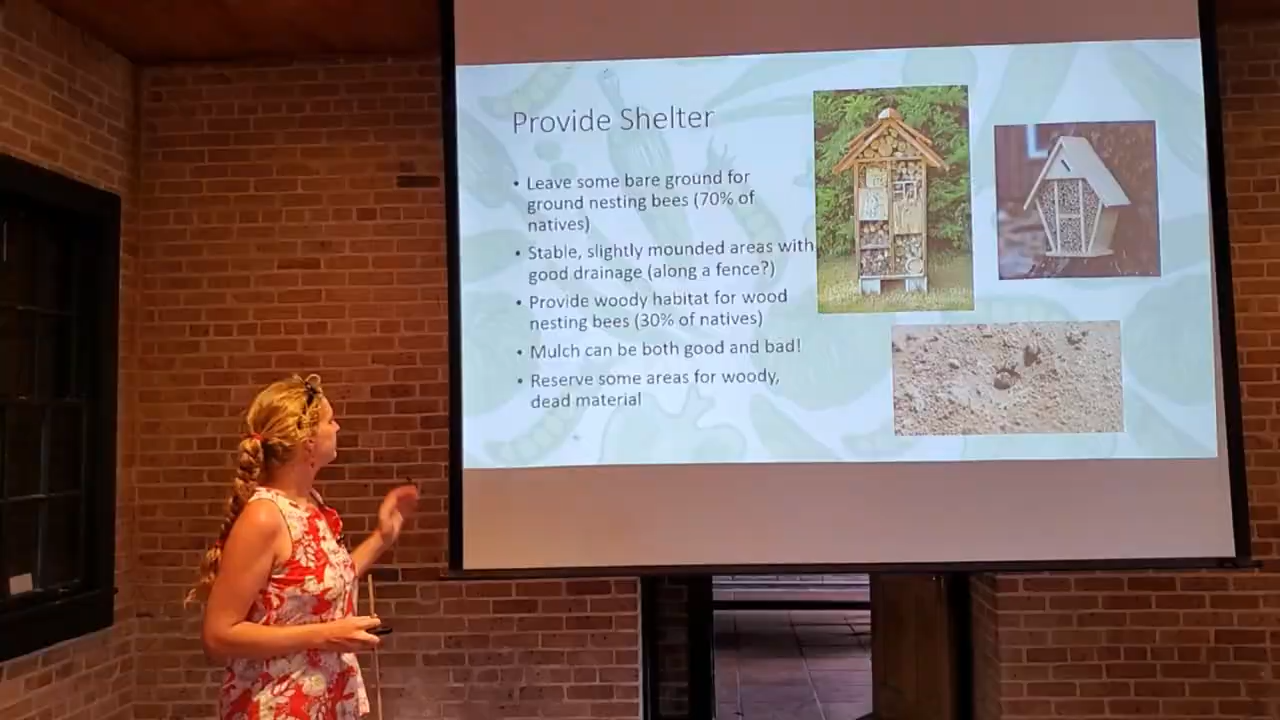 Provide Shelter
• Leave some bare ground for
ground nesting bees (70% of
natives)
• Stable, slightly mounded areas with
good drainage (along a fence?)
• Provide woody habitat for wood
nesting bees (30% of natives)
• Mulch can be both good and bad!
• Reserve some areas for woody,
dead material